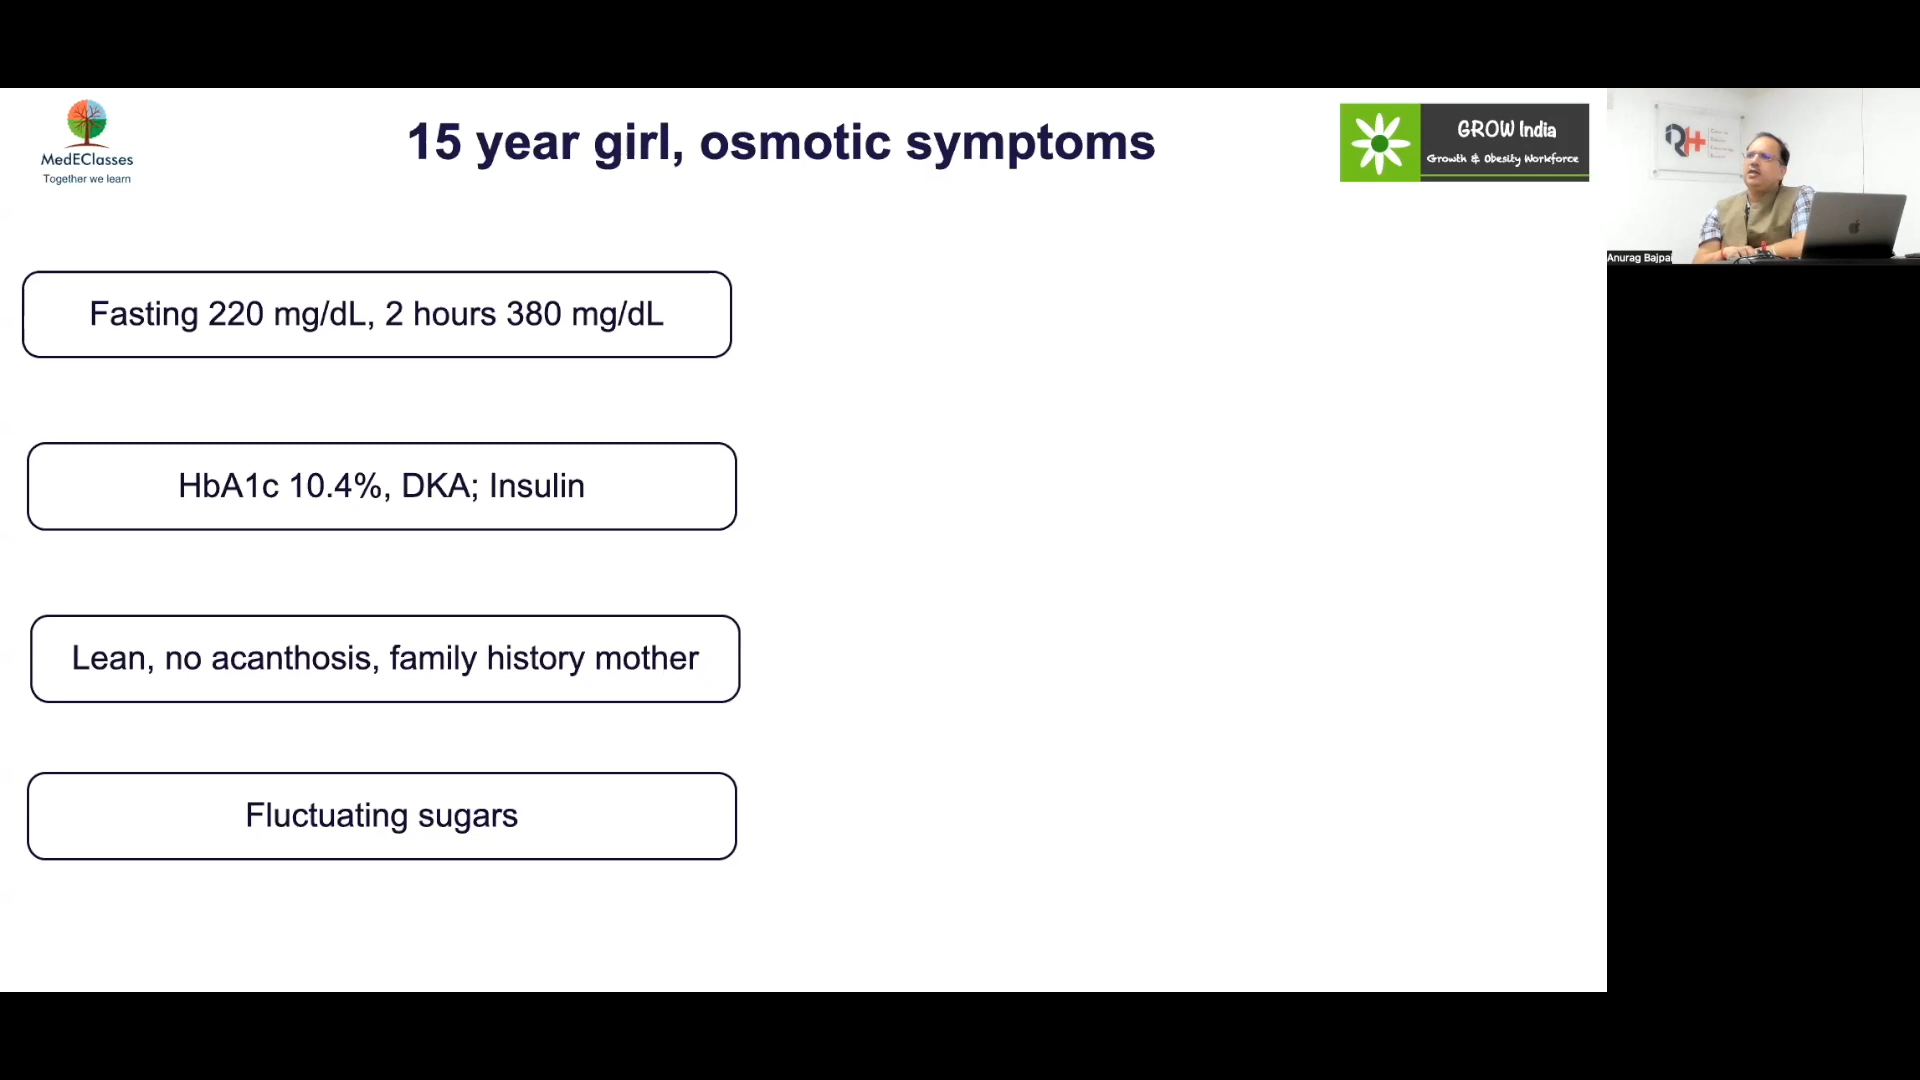 MedEClasses
Together we learn
15 year girl, osmotic symptoms
GROW India
Growth & Obesity Workforce
Anurag Bajpai
Fasting 220 mg/dL, 2 hours 380 mg/dL
HbA1c 10.4%, DKA; Insulin
Lean, no acanthosis, family history mother
Fluctuating sugars